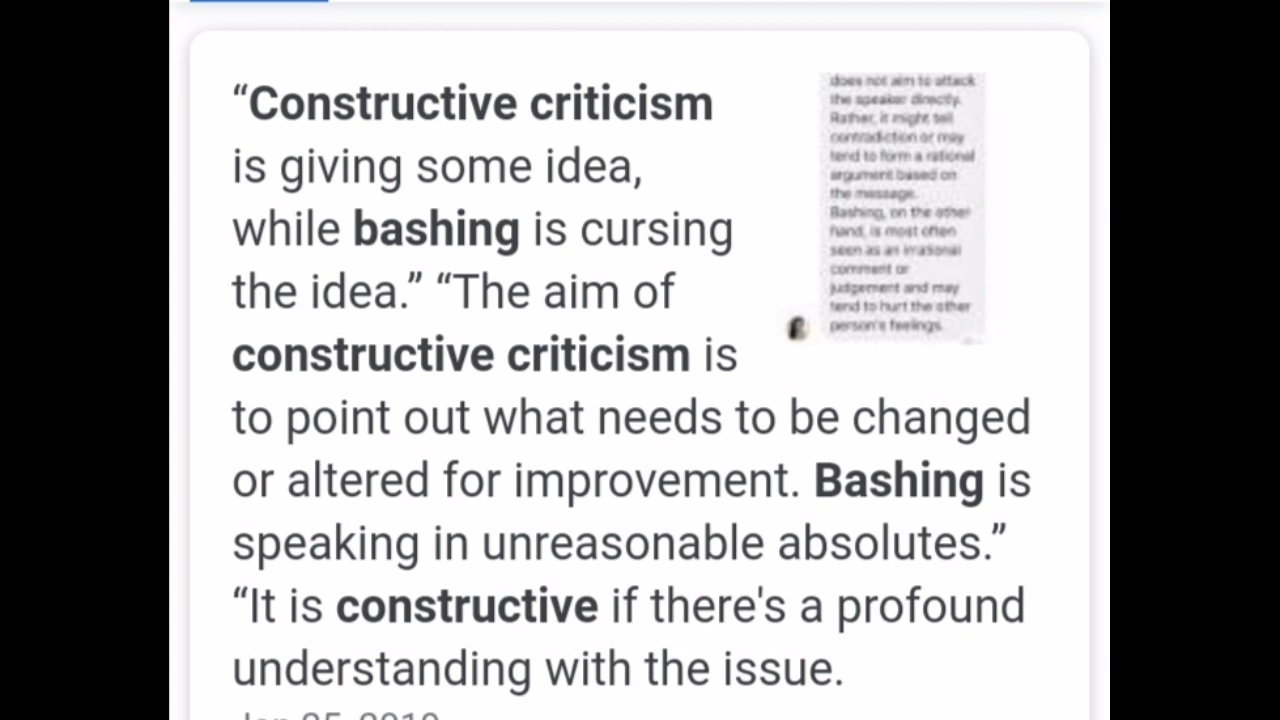 “Constructive criticism
is giving some idea,
while bashing is cursing
the idea.” “The aim of
constructive criticism is
to point out what needs to be changed
or altered for improvement. Bashing is
speaking in unreasonable absolutes.”
“It is constructive if there's a profound
understanding with the issue.
does not aim to attack
the speaker directly.
Rather, it might tell
contradiction or may
tend to form a rational
argument based on
the message.
Bashing, on the other
hand, is most often
seen as an irrational
comment or
judgement and may
tend to hurt the other
person's feelings.